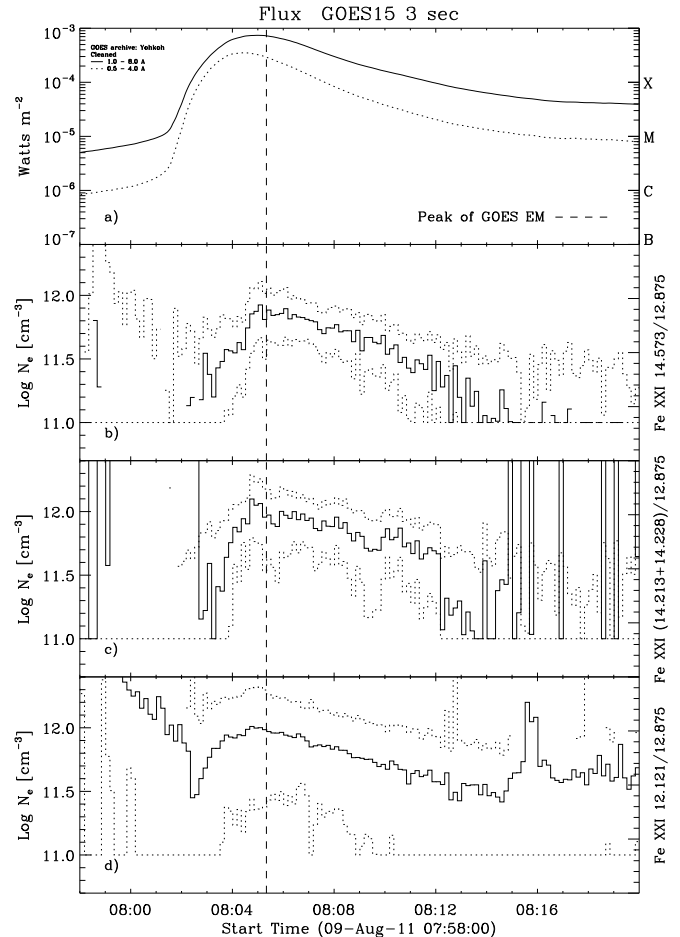 Flux GOES15 3 sec
GOES archive: Yohkoh
Cleaned
1.0 - 8.0 A
0.5 - 4.0 A
Watts m⁻²
10⁻³
10⁻⁴
10⁻⁵
10⁻⁶
10⁻⁷
X
M
C
B
a)
Peak of GOES EM
Log Nₑ [cm⁻³]
12.0
11.5
11.0
b)
Fe XXI 14.573/12.875
Log Nₑ [cm⁻³]
12.0
11.5
11.0
c)
Fe XXI (14.213+14.228)/12.875
Log Nₑ [cm⁻³]
12.0
11.5
11.0
d)
Fe XXI 12.121/12.875
08:00 08:04 08:08 08:12 08:16
Start Time (09-Aug-11 07:58:00)